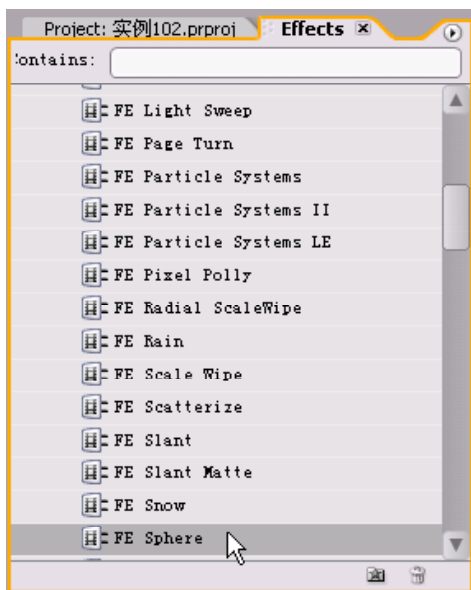 Project: 实例102.prproj Effects
Contains:
FE Light Sweep
FE Page Turn
FE Particle Systems
FE Particle Systems II
FE Particle Systems LE
FE Pixel Polly
FE Radial ScaleWipe
FE Rain
FE Scale Wipe
FE Scatterize
FE Slant
FE Slant Matte
FE Snow
FE Sphere